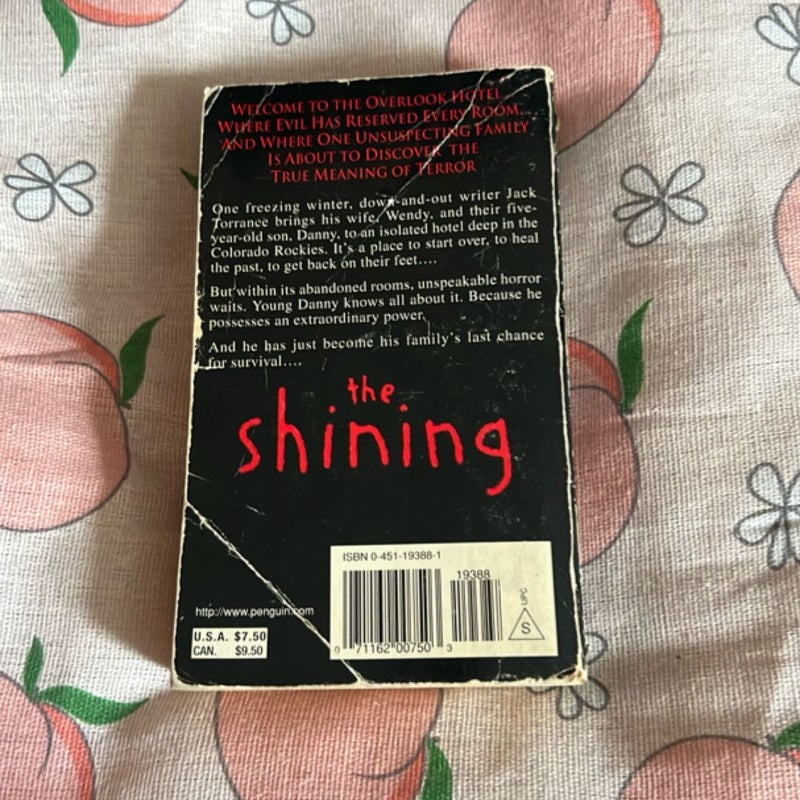 WELCOME TO THE OVERLOOK HOTEL,
WHERE EVIL HAS RESERVED EVERY ROOM,
AND WHERE ONE UNSUSPECTING FAMILY
IS ABOUT TO DISCOVER THE
TRUE MEANING OF TERROR
One freezing winter, down-and-out writer Jack
Torrance brings his wife, Wendy, and their five-
year-old son, Danny, to an isolated hotel deep in the
Colorado Rockies. It's a place to start over, to heal
the past, to get back on their feet....
But within its abandoned rooms, unspeakable horror
waits. Young Danny knows all about it. Because he
possesses an extraordinary power.
And he has just become his family's last chance
for survival....
the
shining
ISBN 0-451-19388-1
19388
UPC
S
http://www.penguin.com
U.S.A. $7.50
CAN. $9.50
0 71162 00750 3